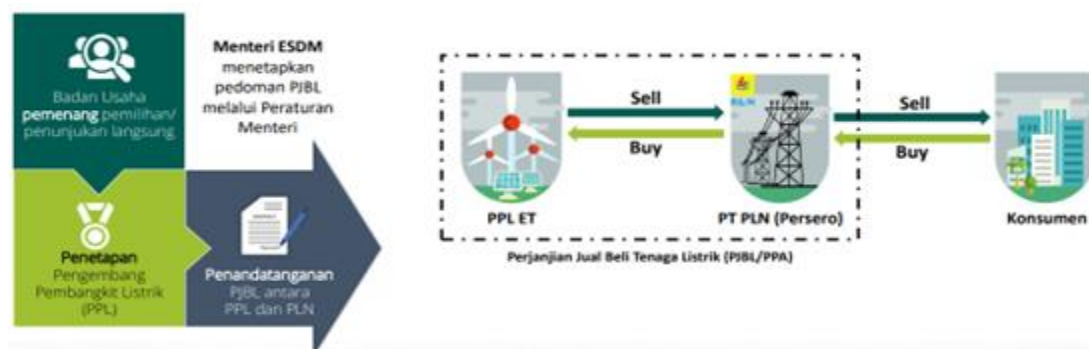 Badan Usaha
pemenang pemilihan/
penunjukan langsung
Menteri ESDM
menetapkan
pedoman PJBL
melalui Peraturan
Menteri
Penetapan
Pengembang
Pembangkit Listrik
(PPL)
Penandatanganan
PJBL antara
PPL dan PLN
Sell
Buy
Sell
Buy
PLN
PPL ET
PT PLN (Persero)
Konsumen
Perjanjian Jual Beli Tenaga Listrik (PJBL/PPA)